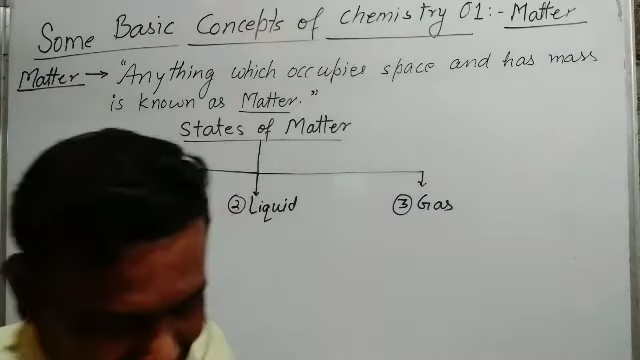 Some Basic Concepts of Chemistry 01:- Matter
Matter → "Anything which occupies space and has mass
is known as Matter."
States of Matter
② Liquid ③ Gas